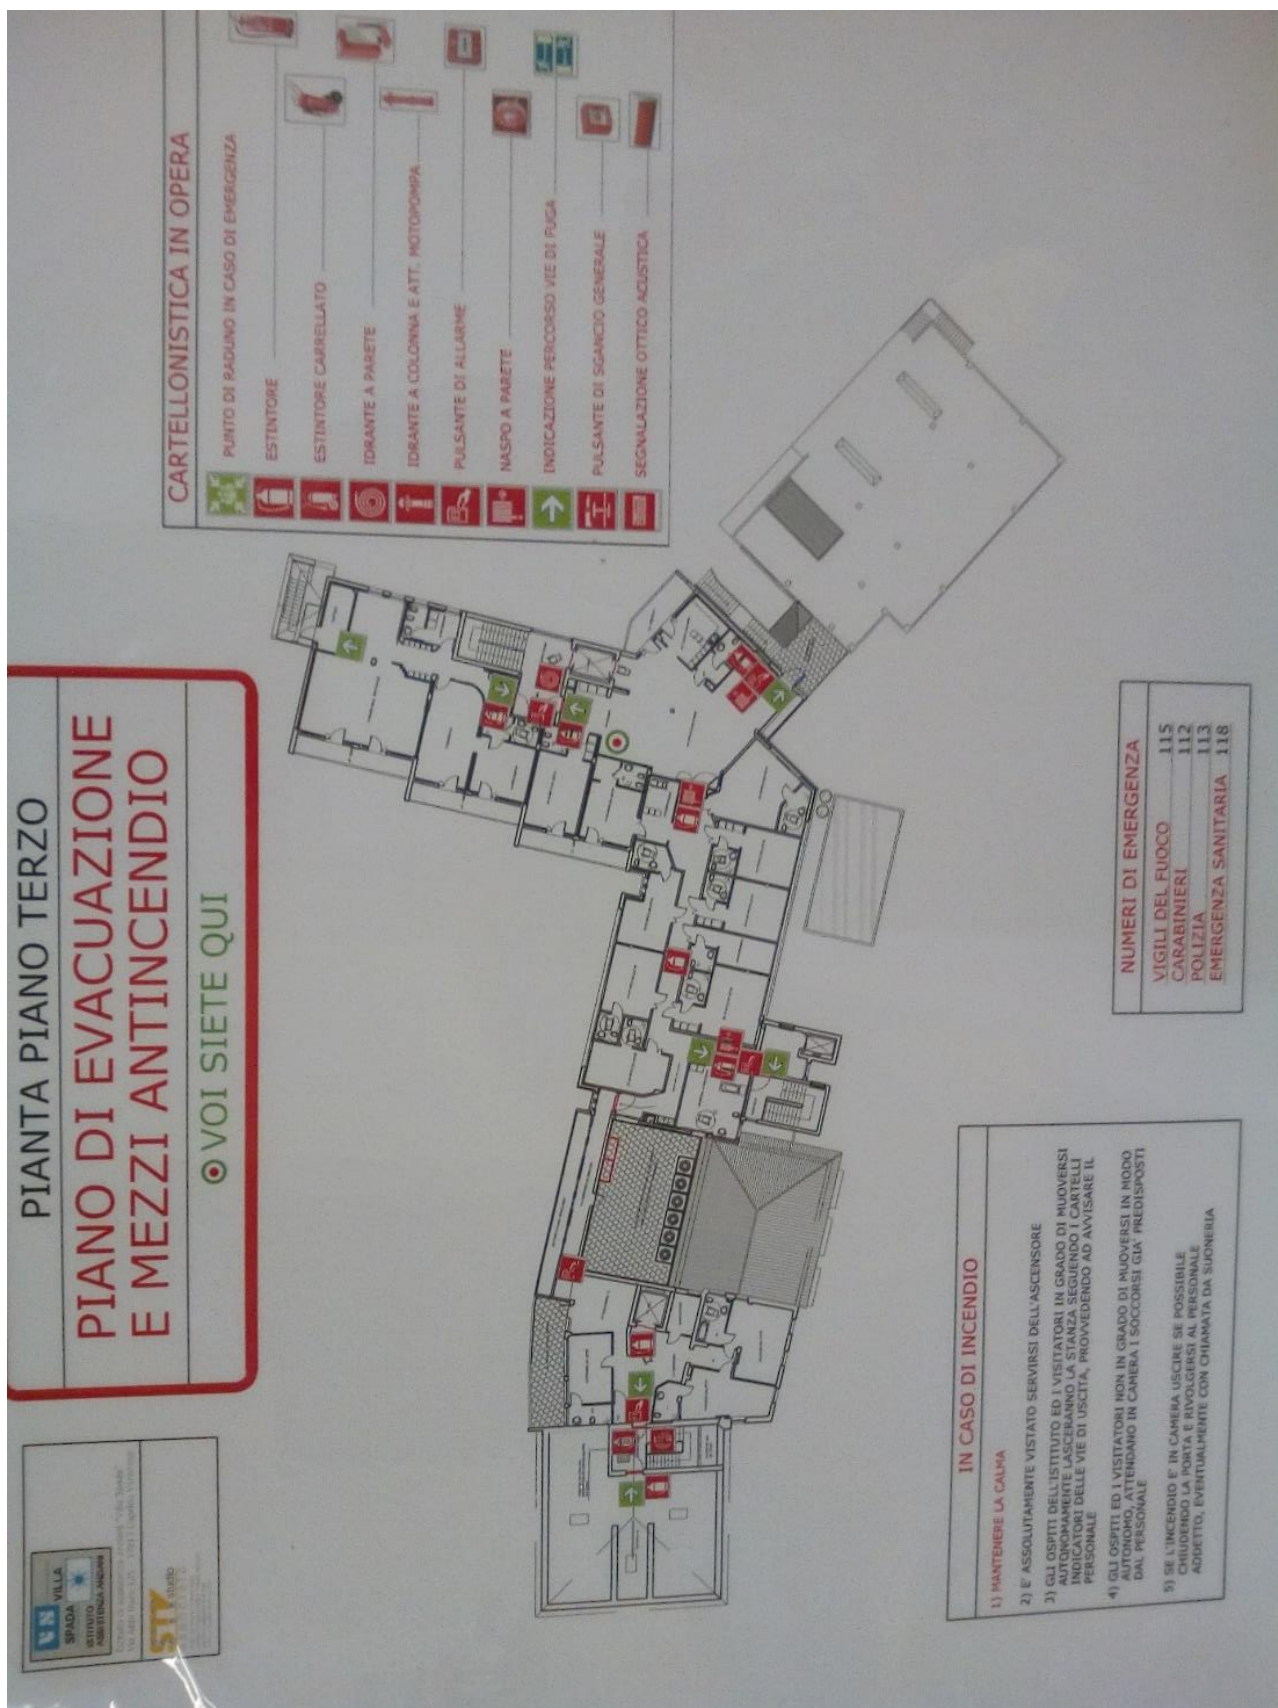 PIANTA PIANO TERZO
PIANO DI EVACUAZIONE
E MEZZI ANTINCENDIO
VOI SIETE QUI
VILLA
SPADA
ISTITUTO
ASSISTENZA ANZIANI
STP studio
CARTELLONISTICA IN OPERA
PUNTO DI RADUNO IN CASO DI EMERGENZA
ESTINTORE
ESTINTORE CARRELLATO
IDRANTE A PARETE
IDRANTE A COLONNA E ATT. MOTOPOMPA
PULSANTE DI ALLARME
NASPO A PARETE
INDICAZIONE PERCORSO VIE DI FUGA
PULSANTE DI SGANCIO GENERALE
SEGNALAZIONE OTTICO ACUSTICA
IN CASO DI INCENDIO
1) MANTENERE LA CALMA
2) E' ASSOLUTAMENTE VISTATO SERVIRSI DELL'ASCENSORE
3) GLI OSPITI DELL'ISTITUTO ED I VISITATORI IN GRADO DI MUOVERSI
AUTONOMAMENTE LASCERANNO LA STANZA SEGUENDO I CARTELLI
INDICATORI DELLE VIE DI USCITA, PROVVEDENDO AD AVVISARE IL
PERSONALE
4) GLI OSPITI ED I VISITATORI NON IN GRADO DI MUOVERSI IN MODO
AUTONOMO, ATTENDANO IN CAMERA I SOCCORSI GIA' PREDISPOSTI
DAL PERSONALE
5) SE L'INCENDIO E' IN CAMERA USCIRE SE POSSIBILE
CHIUDENDO LA PORTA E RIVOLGERSI AL PERSONALE
ADDETTO, EVENTUALMENTE CON CHIAMATA DA SUONERIA
NUMERI DI EMERGENZA
VIGILI DEL FUOCO 115
CARABINIERI 112
POLIZIA 113
EMERGENZA SANITARIA 118